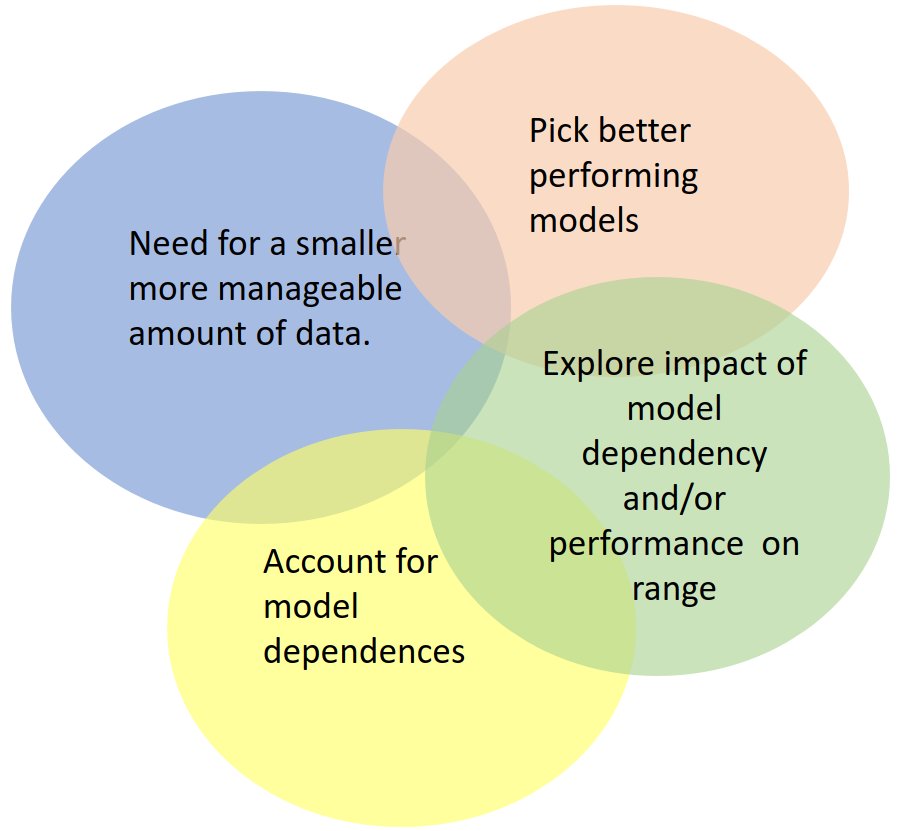 Pick better
performing
models
Need for a smaller
more manageable
amount of data.
Explore impact of
model
dependency
and/or
performance  on
range
Account for
model
dependences